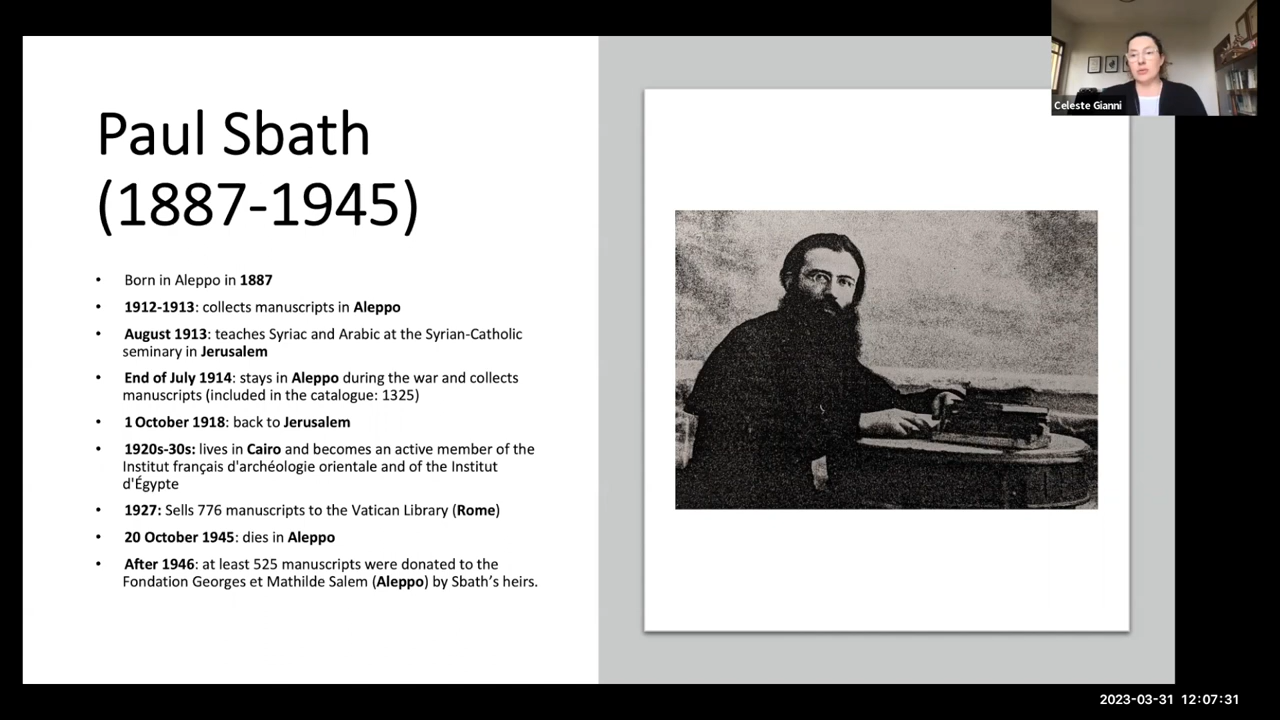 Paul Sbath
(1887-1945)
• Born in Aleppo in 1887
• 1912-1913: collects manuscripts in Aleppo
• August 1913: teaches Syriac and Arabic at the Syrian-Catholic
seminary in Jerusalem
• End of July 1914: stays in Aleppo during the war and collects
manuscripts (included in the catalogue: 1325)
• 1 October 1918: back to Jerusalem
• 1920s-30s: lives in Cairo and becomes an active member of the
Institut français d'archéologie orientale and of the Institut
d'Égypte
• 1927: Sells 776 manuscripts to the Vatican Library (Rome)
• 20 October 1945: dies in Aleppo
• After 1946: at least 525 manuscripts were donated to the
Fondation Georges et Mathilde Salem (Aleppo) by Sbath’s heirs.
Celeste Gianni
2023-03-31 12:07:31